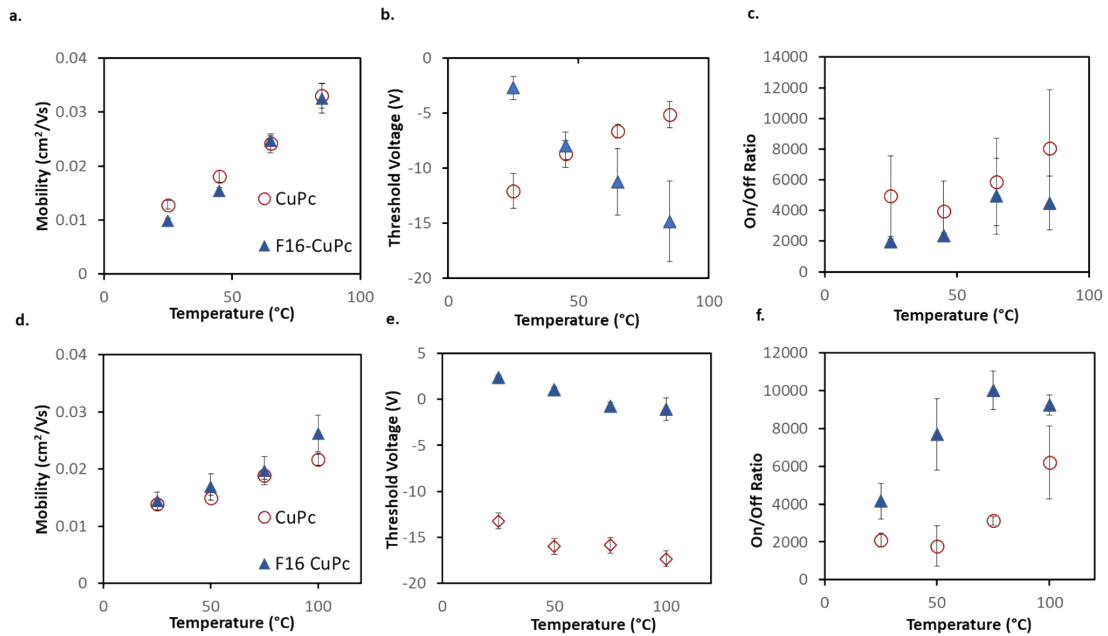 a.
0.04
0.03
0.02
0.01
0
0
50
100
Mobility (cm²/Vs)
Temperature (°C)
CuPc
F16-CuPc
b.
0
-5
-10
-15
-20
0
50
100
Threshold Voltage (V)
Temperature (°C)
c.
14000
12000
10000
8000
6000
4000
2000
0
0
50
100
On/Off Ratio
Temperature (°C)
d.
0.04
0.03
0.02
0.01
0
0
50
100
Mobility (cm²/Vs)
Temperature (°C)
CuPc
F16 CuPc
e.
5
0
-5
-10
-15
-20
0
50
100
Threshold Voltage (V)
Temperature (°C)
f.
12000
10000
8000
6000
4000
2000
0
0
50
100
On/Off Ratio
Temperature (°C)